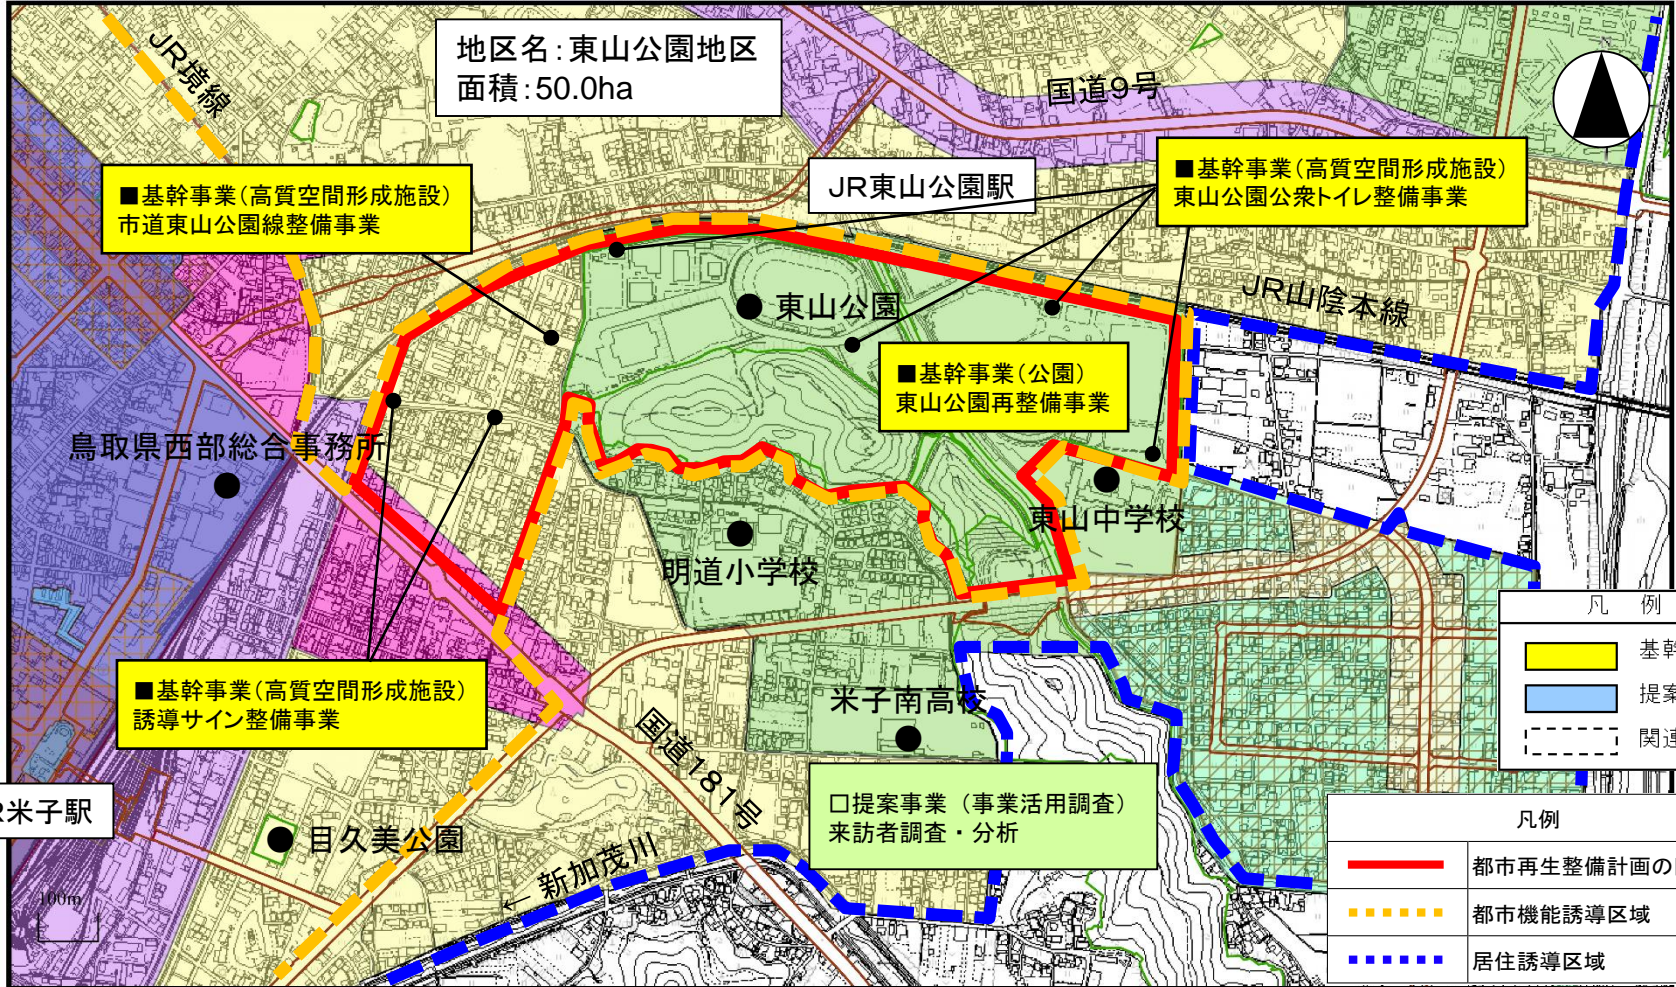 地区名：東山公園地区
面積：50.0ha
JR境線
国道9号
■基幹事業（高質空間形成施設）
市道東山公園線整備事業
JR東山公園駅
■基幹事業（高質空間形成施設）
東山公園公衆トイレ整備事業
JR山陰本線
東山公園
■基幹事業（公園）
東山公園再整備事業
鳥取県西部総合事務所
東山中学校
明道小学校
■基幹事業（高質空間形成施設）
誘導サイン整備事業
米子南高校
国道181号
凡　例
基幹
提案
関連
米子駅
目久美公園
←新加茂川
□提案事業（事業活用調査）
来訪者調査・分析
100m
凡例
都市再生整備計画の
都市機能誘導区域
居住誘導区域